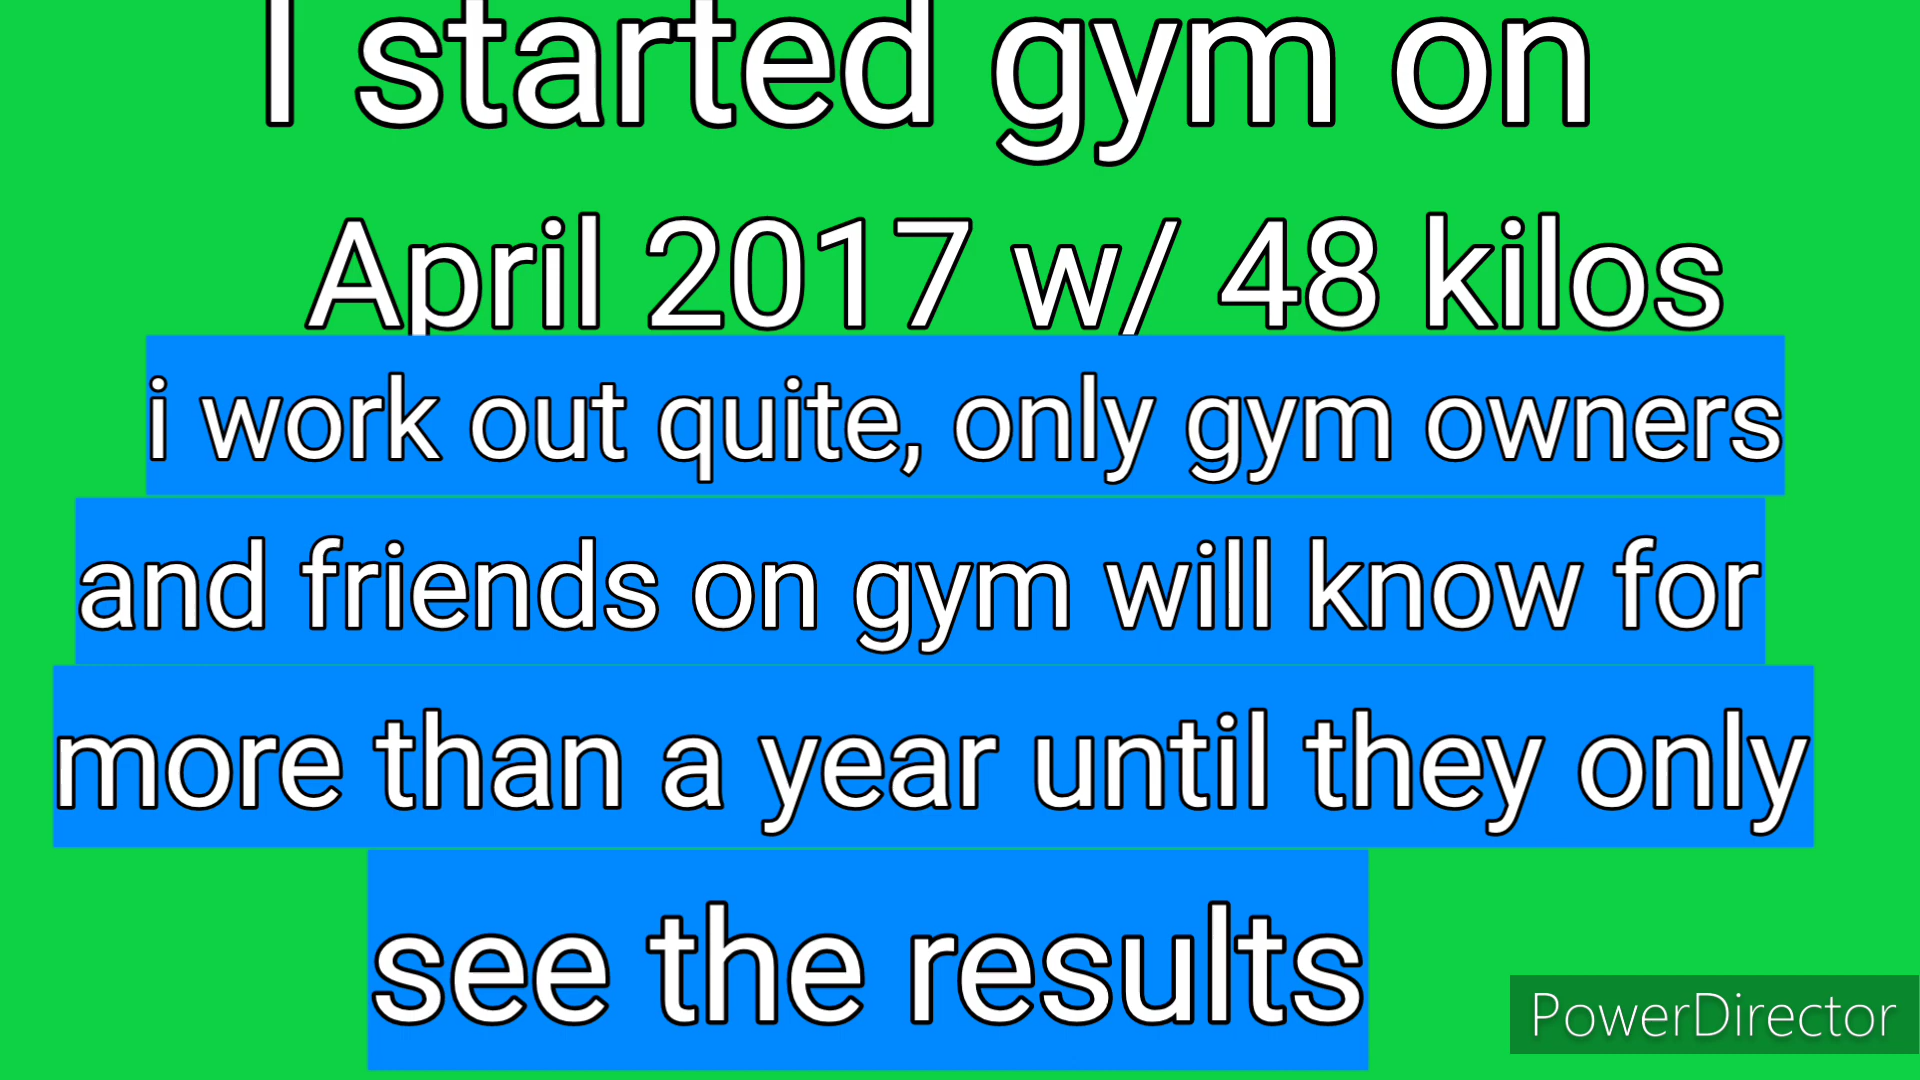 I started gym on
April 2017 w/ 48 kilos
i work out quite, only gym owners
and friends on gym will know for
more than a year until they only
see the results
PowerDirector